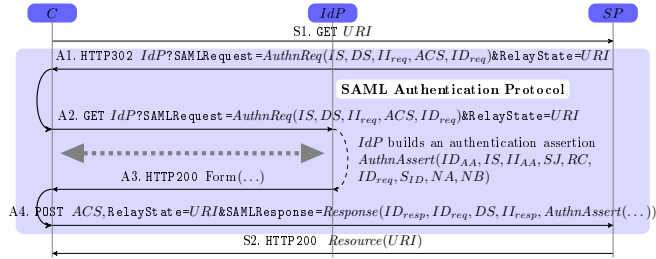 C IdP SP
S1. GET URI
A1. HTTP302 IdP?SAMLRequest=AuthnReq(IS, DS, II_req, ACS, ID_req)&RelayState=URI
SAML Authentication Protocol
A2. GET IdP?SAMLRequest=AuthnReq(IS, DS, II_req, ACS, ID_req)&RelayState=URI
IdP builds an authentication assertion
AuthnAssert(ID_AA, IS, II_AA, SJ, RC,
ID_req, S_ID, NA, NB)
A3. HTTP200 Form(...)
A4. POST ACS,RelayState=URI&SAMLResponse=Response(ID_resp, ID_req, DS, II_resp, AuthnAssert(...))
S2. HTTP200 Resource(URI)